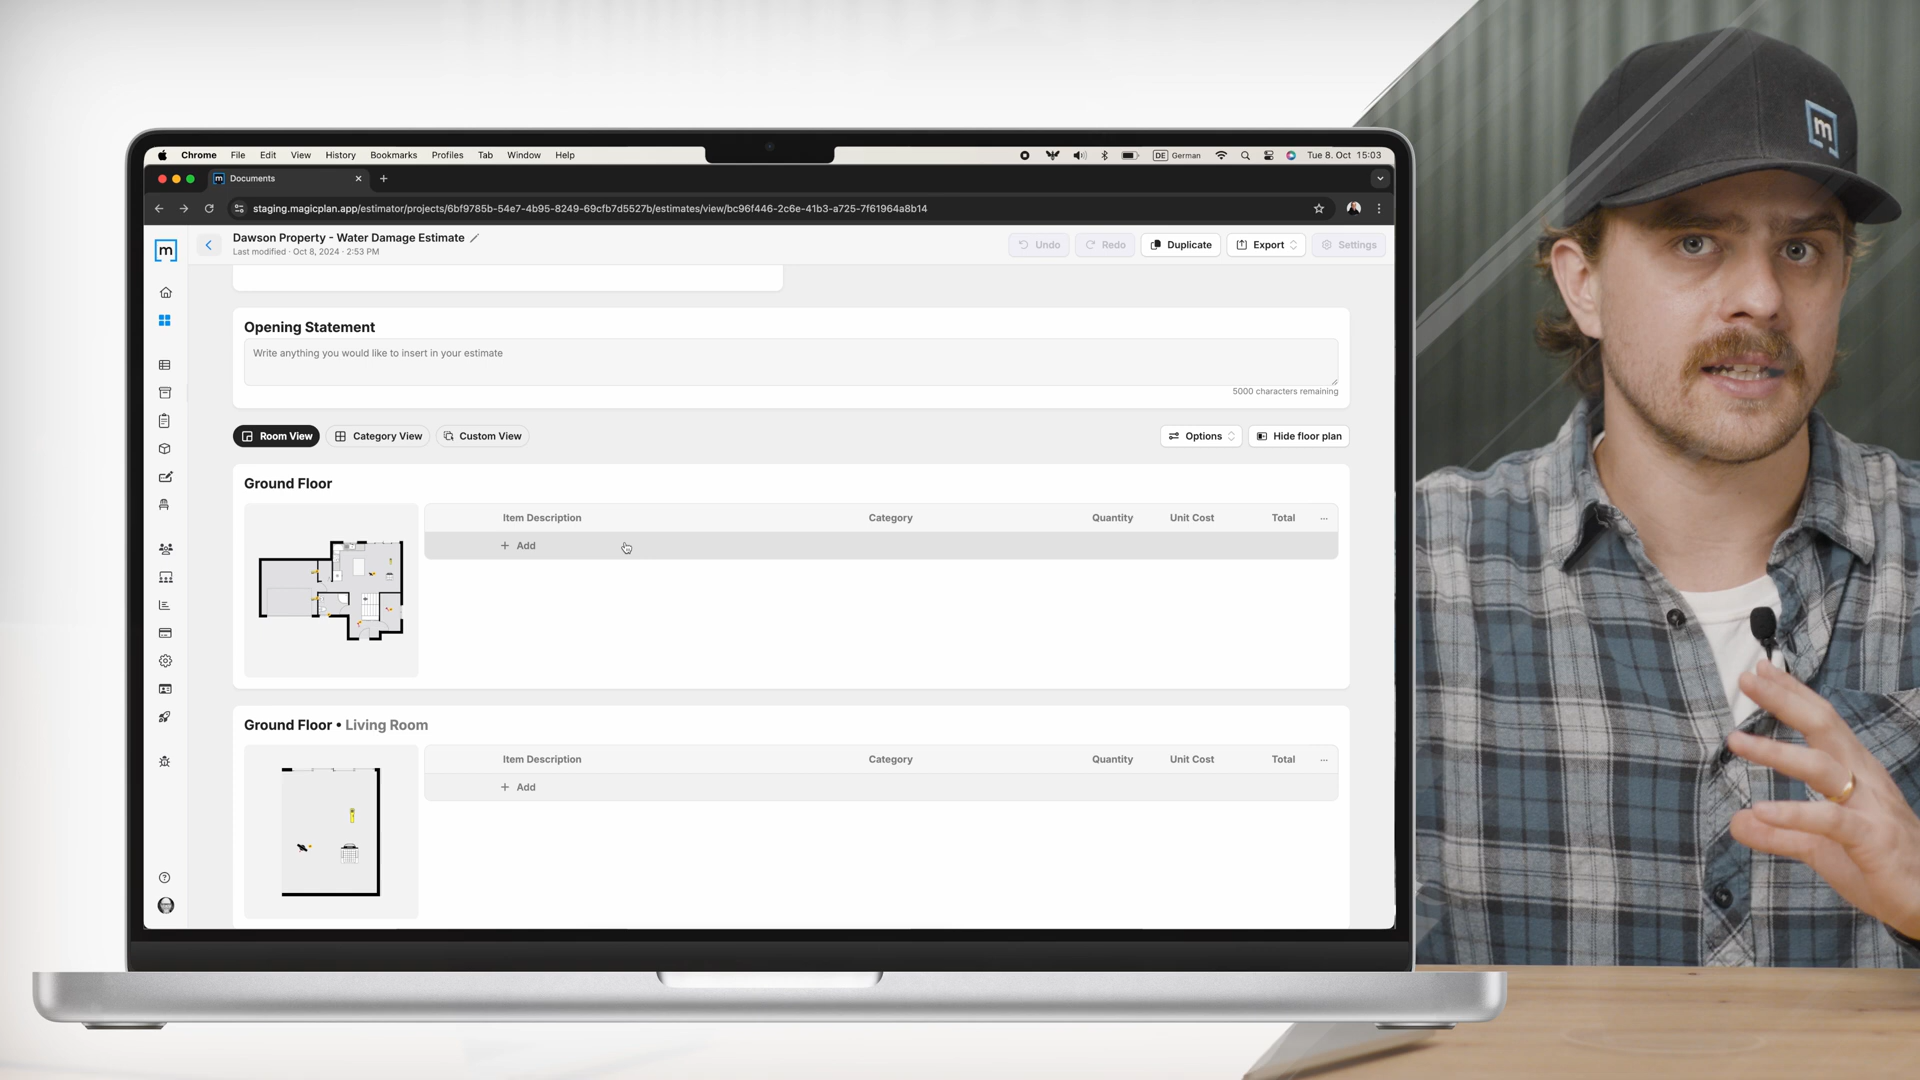 Chrome File Edit View History Bookmarks Profiles Tab Window Help
DE German Tue 8. Oct 15:03
m Documents
staging.magicplan.app/estimator/projects/6bf9785b-54e7-4b95-8249-69cfb7d5527b/estimates/view/bc96f446-2c6e-41b3-a725-7f61964a8b14
m
Dawson Property - Water Damage Estimate
Last modified · Oct 8, 2024 · 2:53 PM
Undo Redo Duplicate Export Settings
Opening Statement
Write anything you would like to insert in your estimate
5000 characters remaining
Room View Category View Custom View Options Hide floor plan
Ground Floor
Item Description Category Quantity Unit Cost Total ...
+ Add
Ground Floor • Living Room
Item Description Category Quantity Unit Cost Total ...
+ Add
m